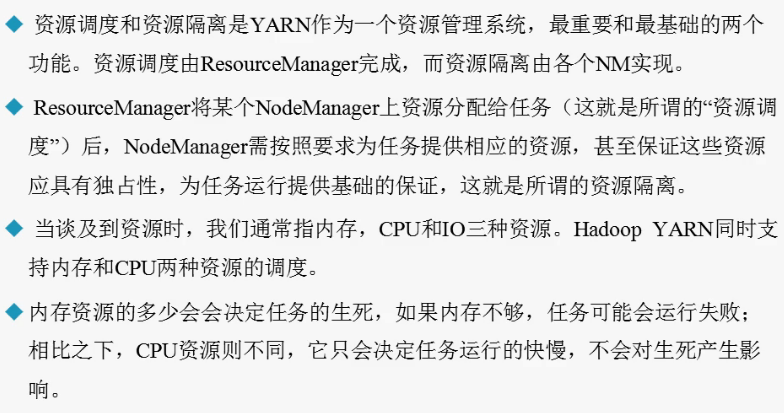 ◆ 资源调度和资源隔离是YARN作为一个资源管理系统，最重要和最基础的两个
功能。资源调度由ResourceManager完成，而资源隔离由各个NM实现。
◆ ResourceManager将某个NodeManager上资源分配给任务（这就是所谓的“资源调
度”）后，NodeManager需按照要求为任务提供相应的资源，甚至保证这些资源
应具有独占性，为任务运行提供基础的保证，这就是所谓的资源隔离。
◆ 当谈及到资源时，我们通常指内存，CPU和IO三种资源。Hadoop YARN同时支
持内存和CPU两种资源的调度。
◆ 内存资源的多少会会决定任务的生死，如果内存不够，任务可能会运行失败；
相比之下，CPU资源则不同，它只会决定任务运行的快慢，不会对生死产生影
响。